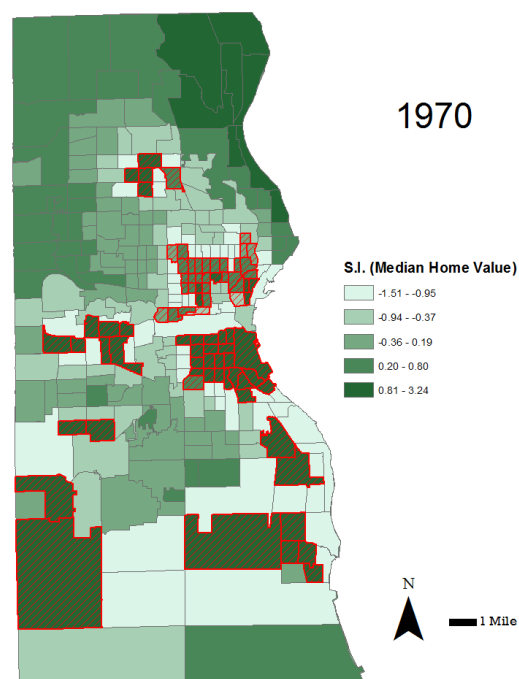 1970
S.I. (Median Home Value)
-1.51 - -0.95
-0.94 - -0.37
-0.36 - 0.19
0.20 - 0.80
0.81 - 3.24
N
1 Mile